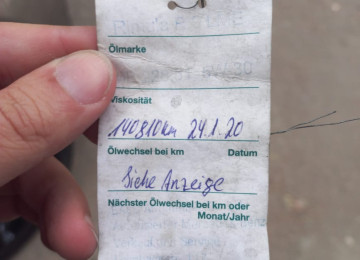 Ölmarke
Viskosität
140810km 24.1.20
Ölwechsel bei km Datum
Siehe Anzeige
Nächster Ölwechsel bei km oder
Monat/Jahr